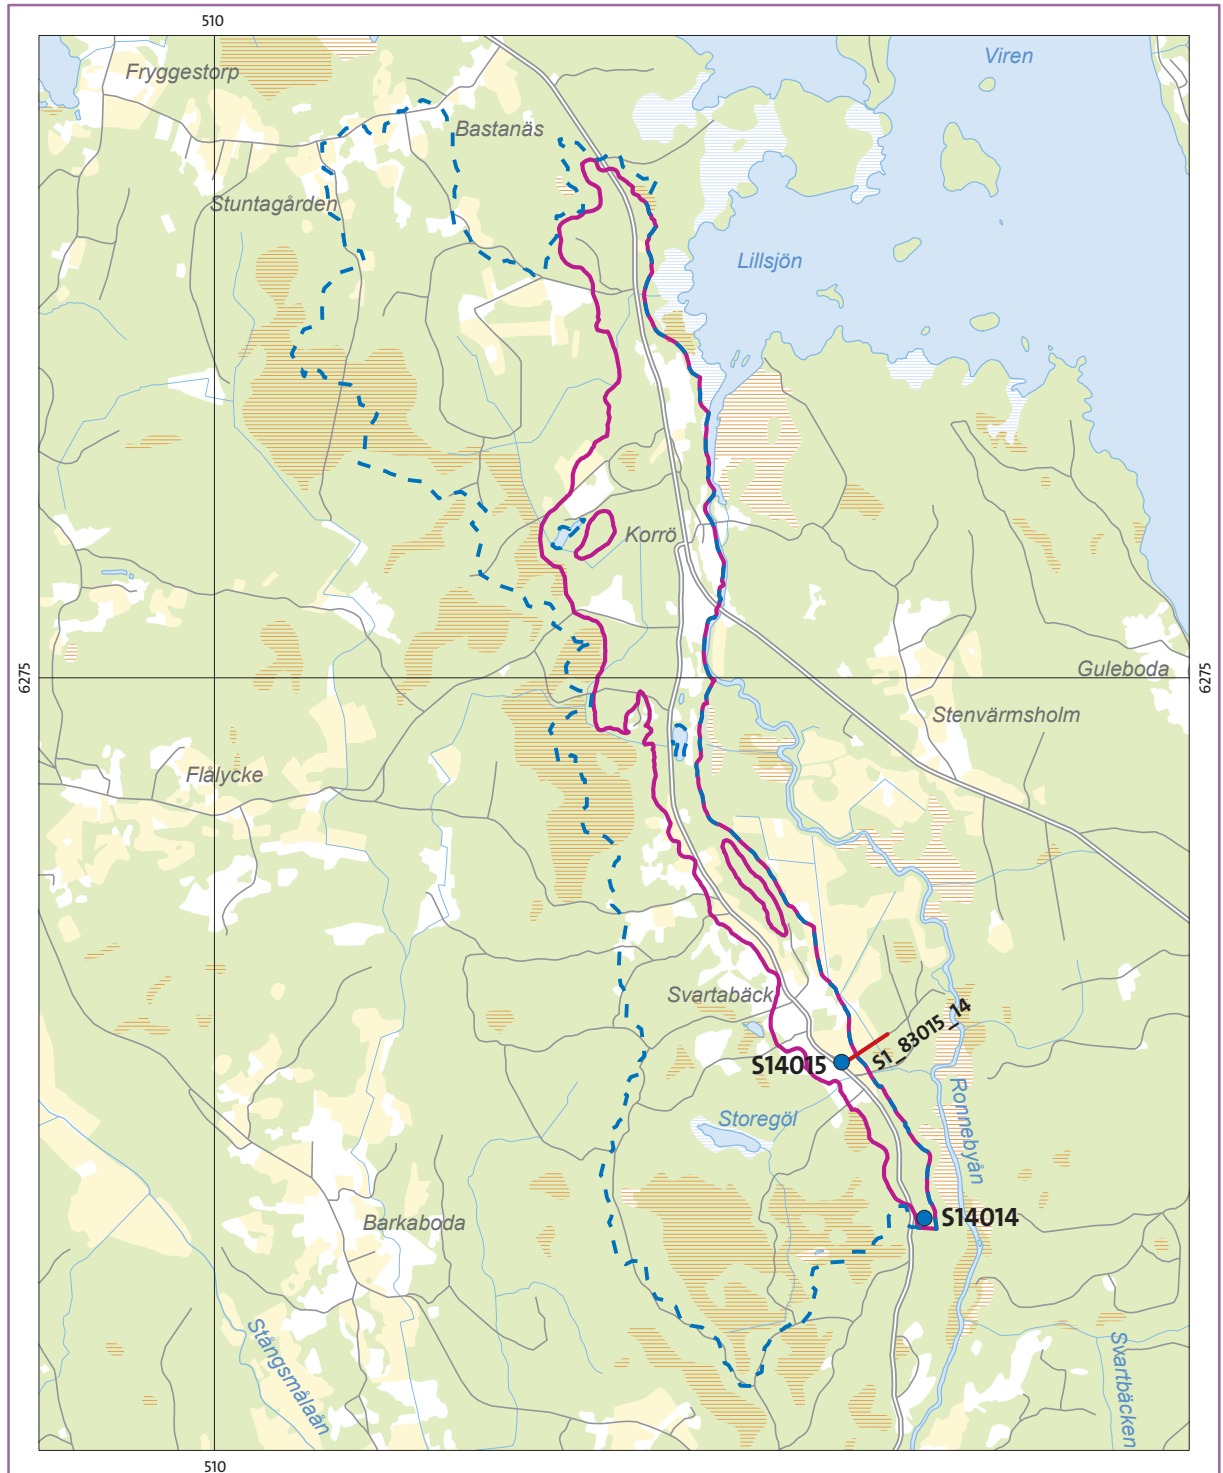 510
Viren
Fryggestorp
Bastanäs
Stuntagården
Lillsjön
Korrö
6275
6275
Guleboda
Stenvärmsholm
Flålycke
Svartabäck
S1_83015_14
S14015
Storegöl
Ronnebyån
S14014
Barkaboda
Stångsmålaån
Svartbäcken
510